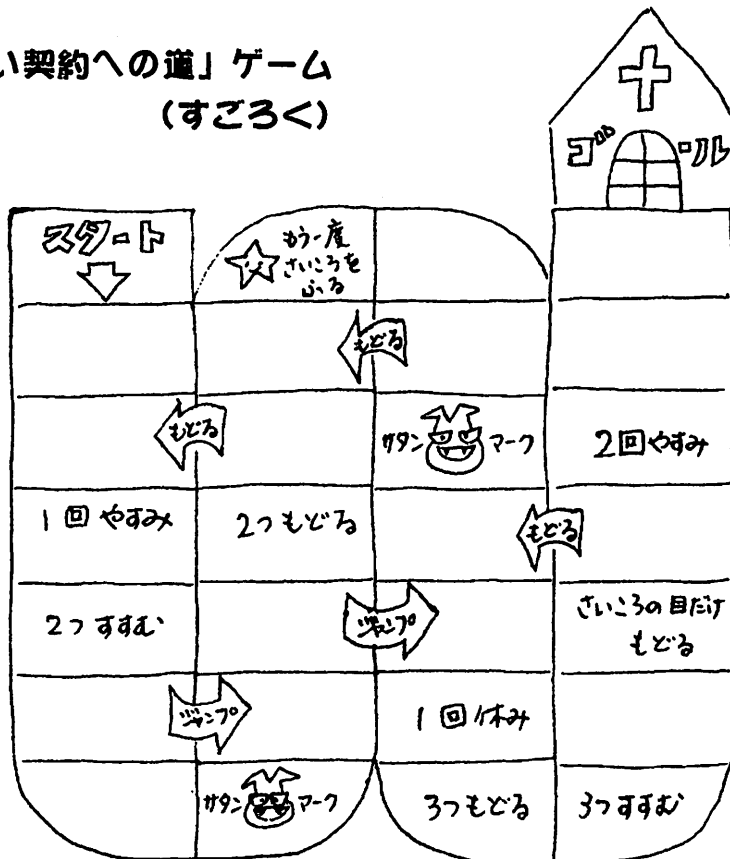 い契約への道」ゲーム
(すごろく)
ゴール
スタート
もう一度
さいころを
ふる
もどる
もどる
サタン マーク
2回やすみ
1回やすみ
2つもどる
もどる
2つすすむ
ジャンプ
さいころの目だけ
もどる
ジャンプ
1回休み
サタン マーク
3つもどる
3つすすむ